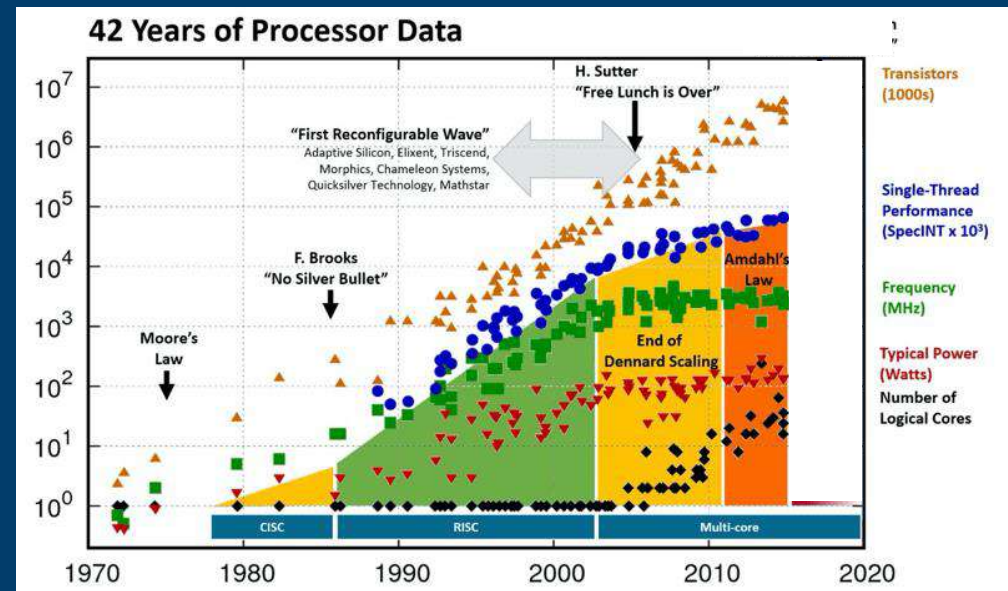 42 Years of Processor Data
H. Sutter
“Free Lunch is Over”
“First Reconfigurable Wave”
Adaptive Silicon, Elixent, Triscend,
Morphics, Chameleon Systems,
Quicksilver Technology, Mathstar
F. Brooks
“No Silver Bullet”
Moore’s
Law
Amdahl’s
Law
End of
Dennard Scaling
10⁷
10⁶
10⁵
10⁴
10³
10²
10¹
10⁰
CISC
RISC
Multi-core
1970
1980
1990
2000
2010
2020
Transistors
(1000s)
Single-Thread
Performance
(SpecINT x 10³)
Frequency
(MHz)
Typical Power
(Watts)
Number of
Logical Cores